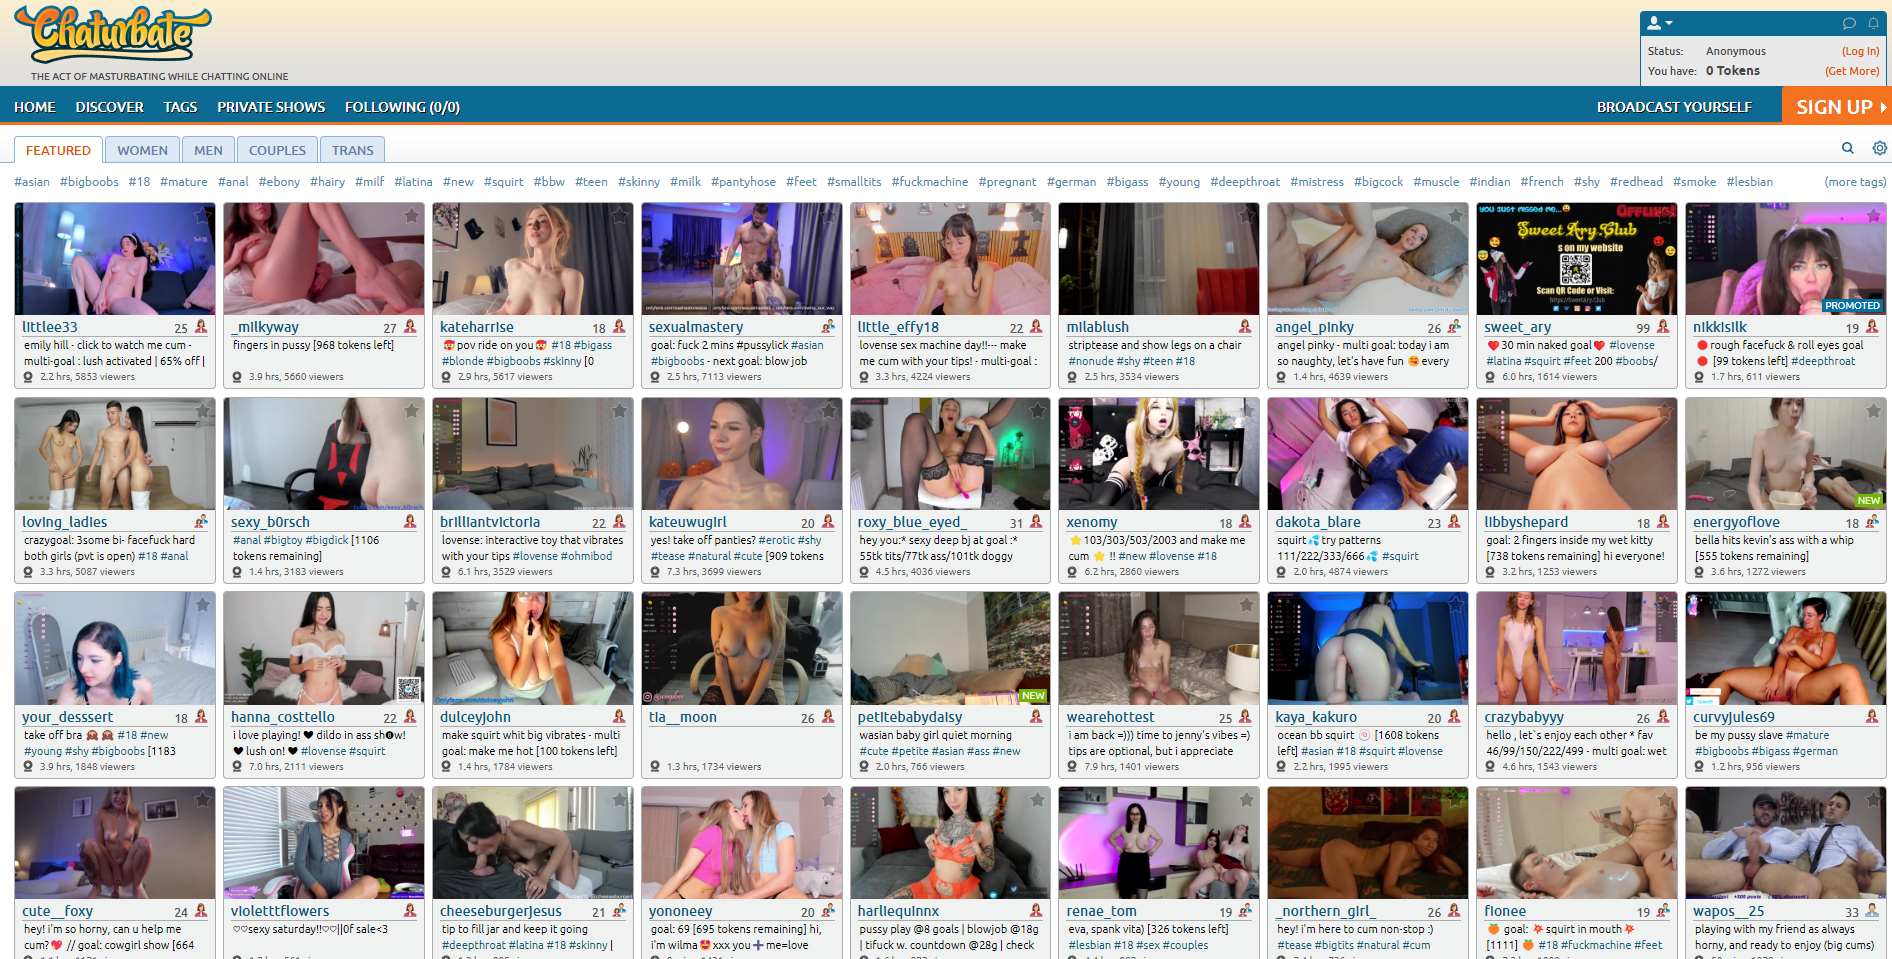 Chaturbate
THE ACT OF MASTURBATING WHILE CHATTING ONLINE
Status: Anonymous (Log In)
You have: 0 Tokens (Get More)
HOME DISCOVER TAGS PRIVATE SHOWS FOLLOWING (0/0) BROADCAST YOURSELF SIGN UP
FEATURED WOMEN MEN COUPLES TRANS
#asian #bigboobs #18 #mature #anal #ebony #hairy #milf #latina #new #squirt #bbw #teen #skinny #milk #pantyhose #feet #smalltits #fuckmachine #pregnant #german #bigass #young #deepthroat #mistress #bigcock #muscle #indian #french #shy #redhead #smoke #lesbian (more tags)
littlee33 25
emily hill - click to watch me cum -
multi-goal : lush activated | 65% off |
2.2 hrs, 5853 viewers
_milkyway 27
fingers in pussy [968 tokens left]
3.9 hrs, 5660 viewers
kateharrise 18
pov ride on you #18 #bigass
#blonde #bigboobs #skinny [0
2.9 hrs, 5617 viewers
sexualmastery
goal: fuck 2 mins #pussylick #asian
#bigboobs - next goal: blow job
2.5 hrs, 7113 viewers
little_effy18 22
lovense sex machine day!!--- make
me cum with your tips! - multi-goal :
3.3 hrs, 4224 viewers
milablush
striptease and show legs on a chair
#nonude #shy #teen #18
2.5 hrs, 3534 viewers
angel_pinky 26
angel pinky - multi goal: today i am
so naughty, let's have fun 😘 every
1.4 hrs, 4639 viewers
OFFLINE
Sweet Ary.Club
s on my website
Scan QR Code or Visit:
https://SweetAry.Club
sweet_ary 99
❤️30 min naked goal❤️ #lovense
#latina #squirt #feet 200 #boobs/
6.0 hrs, 1614 viewers
PROMOTED
nikkisilk 19
🔴rough facefuck & roll eyes goal
🔴 [99 tokens left] #deepthroat
1.7 hrs, 611 viewers
loving_ladies
crazygoal: 3some bi- facefuck hard
both girls (pvt is open) #18 #anal
3.3 hrs, 5087 viewers
sexy_b0rsch
#anal #bigtoy #bigdick [1106
tokens remaining]
1.4 hrs, 3183 viewers
brilliantvictoria 22
lovense: interactive toy that vibrates
with your tips #lovense #ohmibod
6.1 hrs, 3529 viewers
kateuwugirl 20
yes! take off panties? #erotic #shy
#tease #natural #cute [909 tokens
7.3 hrs, 3699 viewers
roxy_blue_eyed_ 31
hey you:* sexy deep bj at goal :*
55tk tits/77tk ass/101tk doggy
4.5 hrs, 4036 viewers
xenomy 18
⭐103/303/503/2003 and make me
cum ⭐ !! #new #lovense #18
6.2 hrs, 2860 viewers
dakota_blare 23
squirt💦try patterns
111/222/333/666💦 #squirt
2.0 hrs, 4874 viewers
libbyshepard 18
goal: 2 fingers inside my wet kitty
[738 tokens remaining] hi everyone!
3.2 hrs, 1253 viewers
NEW
energyoflove 18
bella hits kevin's ass with a whip
[555 tokens remaining]
3.6 hrs, 1272 viewers
your_desssert 18
take off bra 🙈🙈 #18 #new
#young #shy #bigboobs [1183
3.9 hrs, 1848 viewers
hanna_costtello 22
i love playing! ♥ dildo in ass sh0w!
♥ lush on! ♥ #lovense #squirt
7.0 hrs, 2111 viewers
dulceyjohn
make squirt whit big vibrates - multi
goal: make me hot [100 tokens left]
1.4 hrs, 1784 viewers
tia__moon 26
1.3 hrs, 1734 viewers
NEW
petitebabydaisy
wasian baby girl quiet morning
#cute #petite #asian #ass #new
2.0 hrs, 766 viewers
wearehottest 25
i am back =))) time to jenny's vibes =)
tips are optional, but i appreciate
7.9 hrs, 1401 viewers
kaya_kakuro 20
ocean bb squirt 🍥 [1608 tokens
left] #asian #18 #squirt #lovense
2.2 hrs, 1995 viewers
crazybabyyy 26
hello , let`s enjoy each other * fav
46/99/150/222/499 - multi goal: wet
4.6 hrs, 1543 viewers
curvyjules69
be my pussy slave #mature
#bigboobs #bigass #german
1.2 hrs, 956 viewers
cute__foxy 24
hey! i'm so horny, can u help me
cum?💖 // goal: cowgirl show [664
violetttflowers
♡♡sexy saturday!!♡♡||0f sale<3
cheeseburgerjesus 21
tip to fill jar and keep it going
#deepthroat #latina #18 #skinny |
yononeey 20
goal: 69 [695 tokens remaining] hi,
i'm wilma 🤩 xxx you ➕ me=love
harliequinnx
pussy play @8 goals | blowjob @18g
| tifuck w. countdown @28g | check
renae_tom 19
eva, spank vita) [326 tokens left]
#lesbian #18 #sex #couples
_northern_girl_ 26
hey! i'm here to cum non-stop :)
#tease #bigtits #natural #cum
fionee 19
🍑 goal: 💥 squirt in mouth 💥
[1111] 🍑 #18 #fuckmachine #feet
wapos__25 33
playing with my friend as always
horny, and ready to enjoy (big cums)